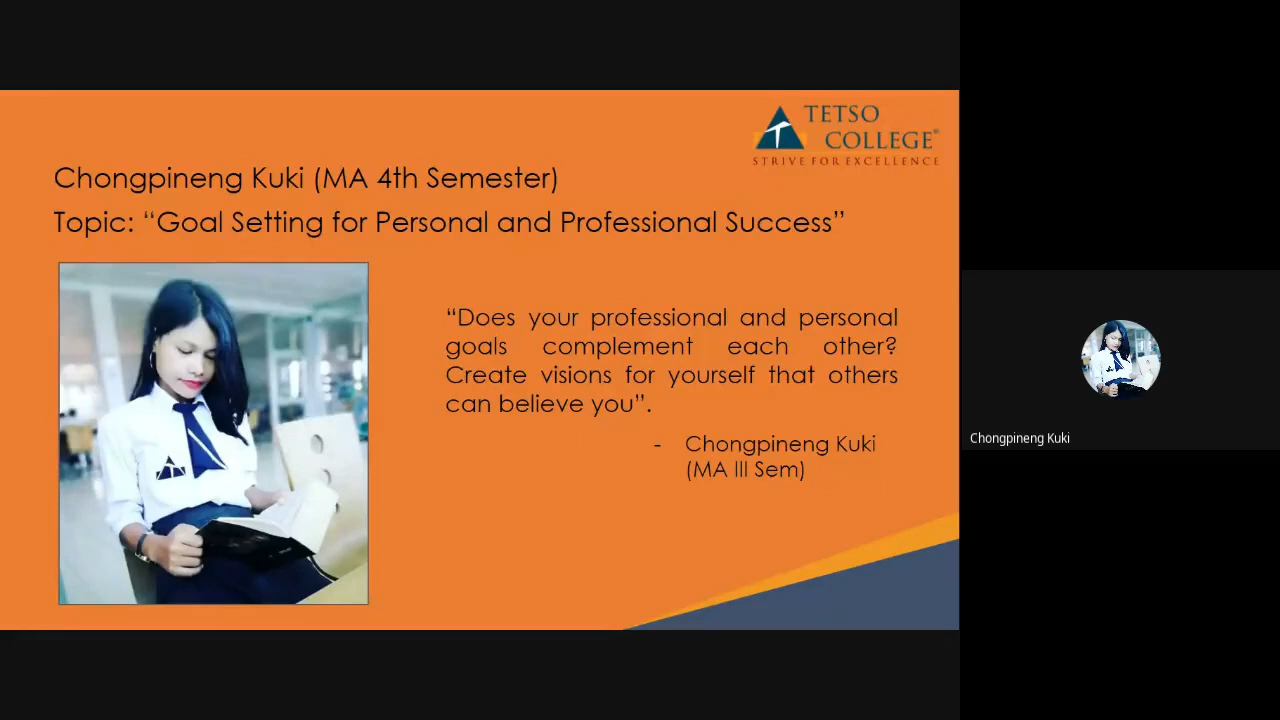 TETSO
COLLEGE®
STRIVE FOR EXCELLENCE
Chongpineng Kuki (MA 4th Semester)
Topic: “Goal Setting for Personal and Professional Success”
“Does your professional and personal
goals complement each other?
Create visions for yourself that others
can believe you”.
- Chongpineng Kuki
(MA III Sem)
Chongpineng Kuki